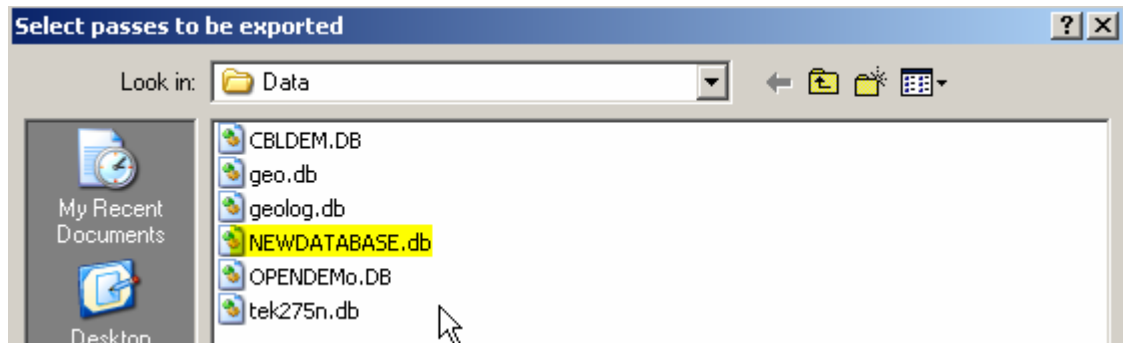 Select passes to be exported
Look in: Data
CBLDEM.DB
geo.db
geolog.db
NEWDATABASE.db
OPENDEMo.DB
tek275n.db
My Recent
Documents
Desktop